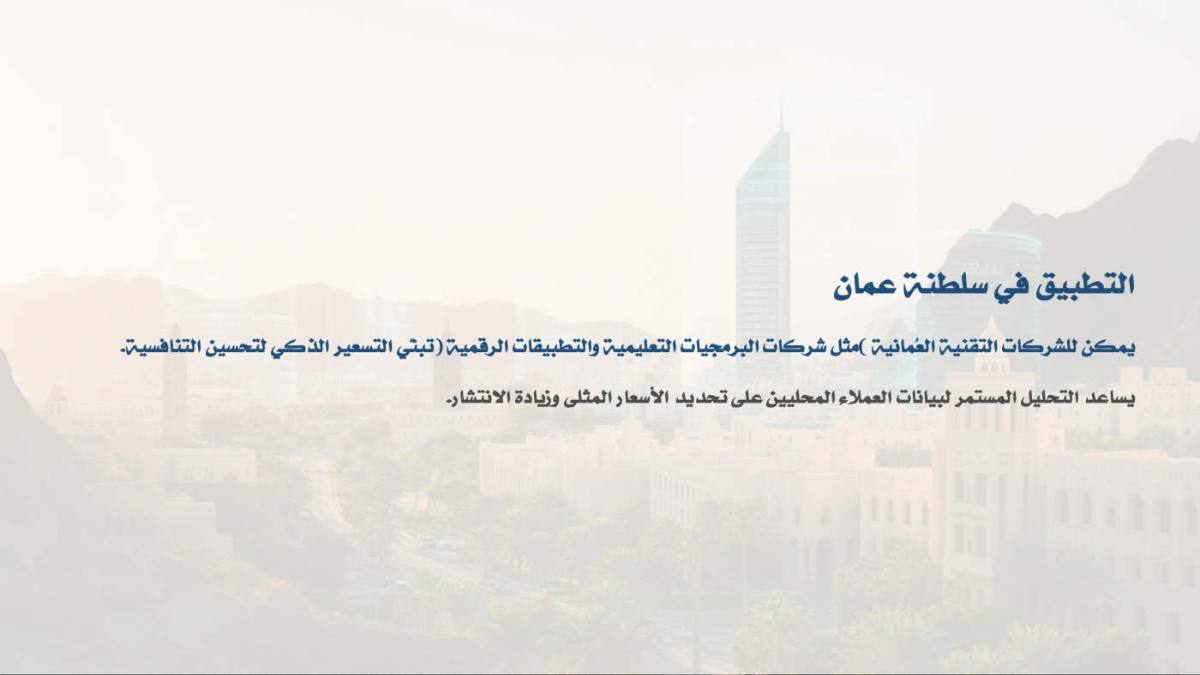 التطبيق في سلطنة عمان
يمكن للشركات التقنية العُمانية )مثل شركات البرمجيات التعليمية والتطبيقات الرقمية( تبنّي التسعير الذكي لتحسين التنافسية.
يساعد التحليل المستمر لبيانات العملاء المحليين على تحديد الأسعار المثلى وزيادة الانتشار.